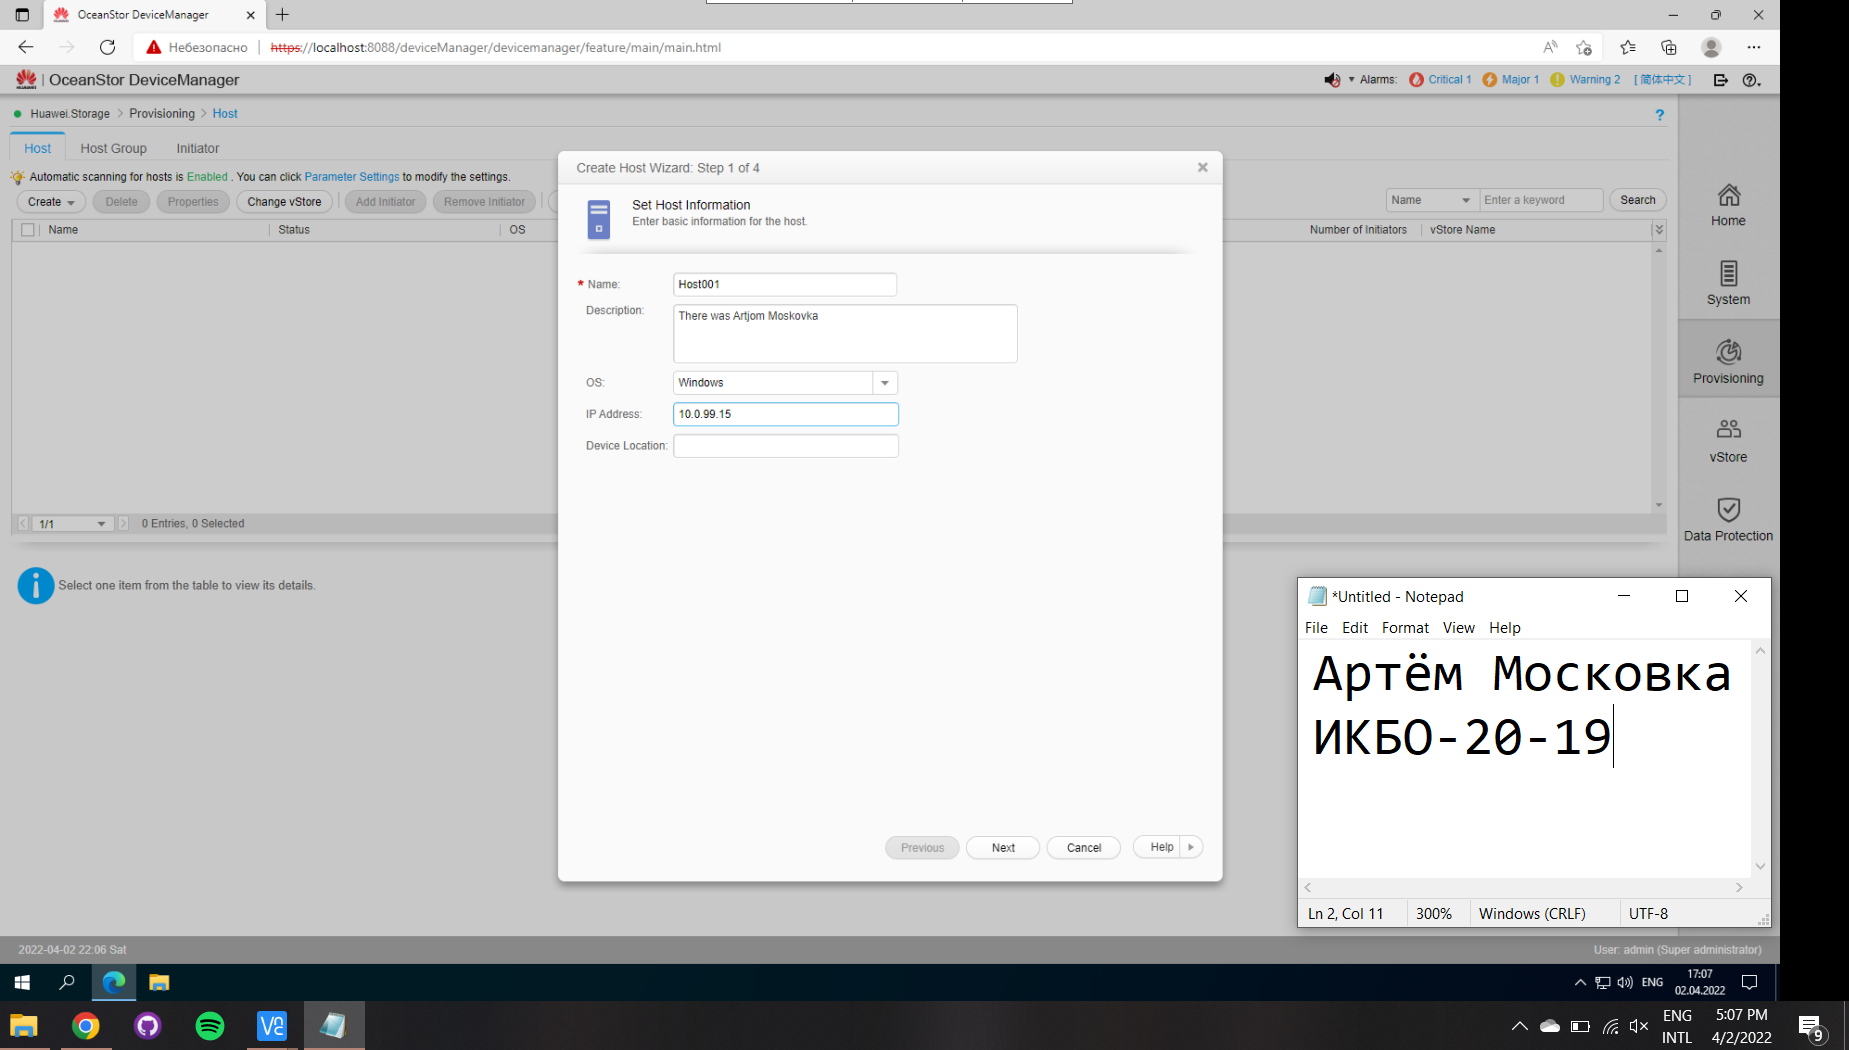 OceanStor DeviceManager
Небезопасно | https://localhost:8088/deviceManager/devicemanager/feature/main/main.html
HUAWEI | OceanStor DeviceManager
Alarms: Critical 1 Major 1 Warning 2 [ 简体中文 ]
Huawei.Storage > Provisioning > Host
?
Host Host Group Initiator
Automatic scanning for hosts is Enabled . You can click Parameter Settings to modify the settings.
Create Delete Properties Change vStore Add Initiator Remove Initiator
Name Enter a keyword Search
Name Status OS Number of Initiators vStore Name
1/1 0 Entries, 0 Selected
Select one item from the table to view its details.
Create Host Wizard: Step 1 of 4
Set Host Information
Enter basic information for the host.
* Name: Host001
Description: There was Artjom Moskovka
OS: Windows
IP Address: 10.0.99.15
Device Location:
Previous Next Cancel Help
Home
System
Provisioning
vStore
Data Protection
*Untitled - Notepad
File Edit Format View Help
Артём Московка
ИКБО-20-19
Ln 2, Col 11 300% Windows (CRLF) UTF-8
2022-04-02 22:06 Sat User: admin (Super administrator)
ENG 17:07
02.04.2022
ENG 5:07 PM
INTL 4/2/2022 9